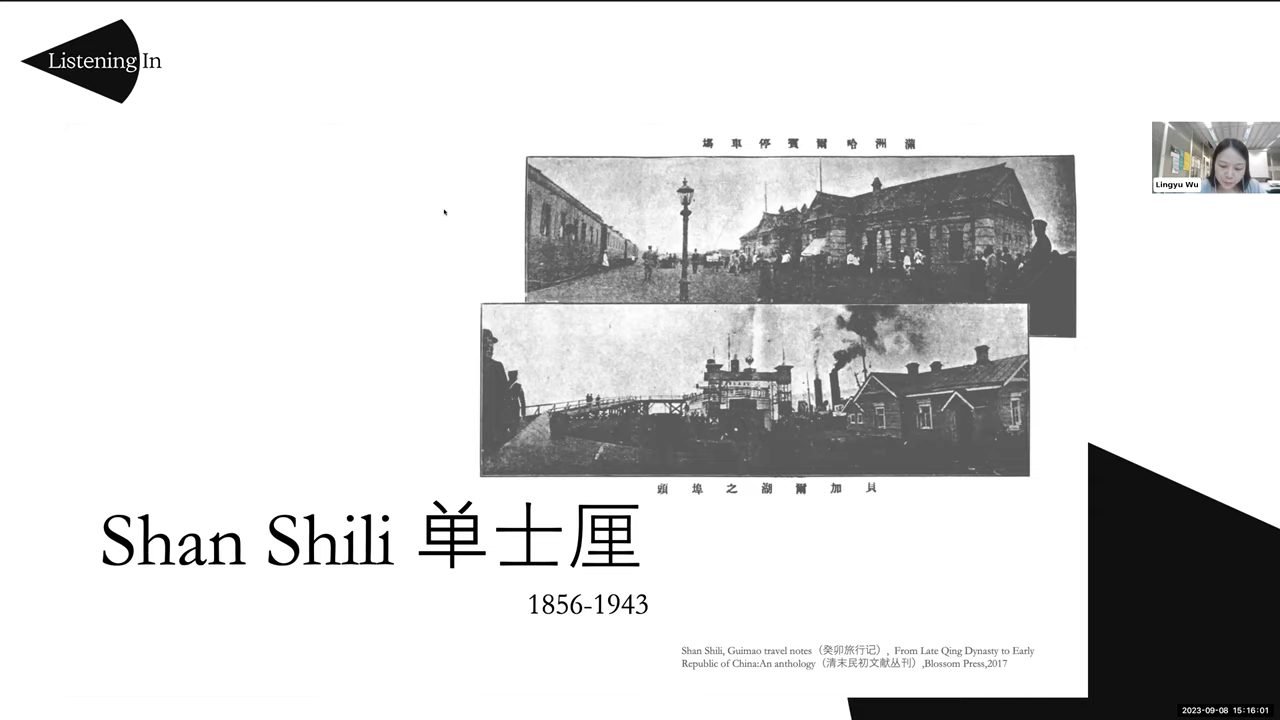 Listening In
場車停賓爾哈洲滿
Lingyu Wu
頭埠之湖爾加貝
Shan Shili 单士厘
1856-1943
Shan Shili, Guimao travel notes（癸卯旅行记）, From Late Qing Dynasty to Early
Republic of China:An anthology（清末民初文献丛刊）,Blossom Press,2017
2023-09-08 15:16:01